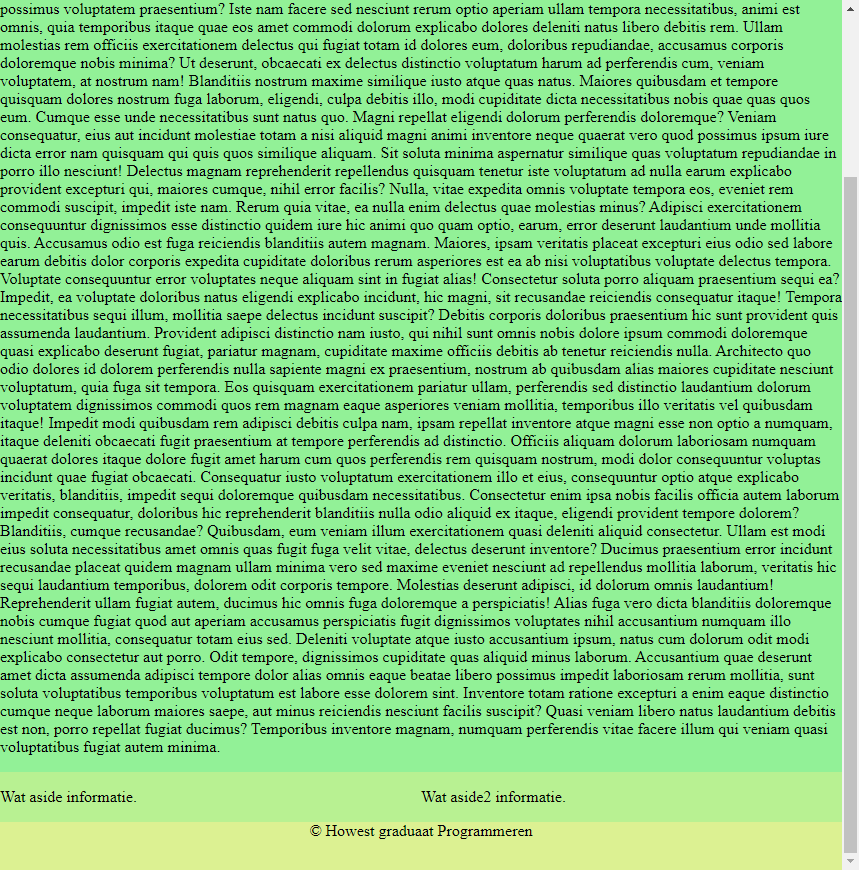 possimus voluptatem praesentium? Iste nam facere sed nesciunt rerum optio aperiam ullam tempora necessitatibus, animi est
omnis, quia temporibus itaque quae eos amet commodi dolorum explicabo dolores deleniti natus libero debitis rem. Ullam
molestias rem officiis exercitationem delectus qui fugiat totam id dolores eum, doloribus repudiandae, accusamus corporis
doloremque nobis minima? Ut deserunt, obcaecati ex delectus distinctio voluptatum harum ad perferendis cum, veniam
voluptatem, at nostrum nam! Blanditiis nostrum maxime similique iusto atque quas natus. Maiores quibusdam et tempore
quisquam dolores nostrum fuga laborum, eligendi, culpa debitis illo, modi cupiditate dicta necessitatibus nobis quae quas quos
eum. Cumque esse unde necessitatibus sunt natus quo. Magni repellat eligendi dolorum perferendis doloremque? Veniam
consequatur, eius aut incidunt molestiae totam a nisi aliquid magni animi inventore neque quaerat vero quod possimus ipsum iure
dicta error nam quisquam qui quis quos similique aliquam. Sit soluta minima aspernatur similique quas voluptatum repudiandae in
porro illo nesciunt! Delectus magnam reprehenderit repellendus quisquam tenetur iste voluptatum ad nulla earum explicabo
provident excepturi qui, maiores cumque, nihil error facilis? Nulla, vitae expedita omnis voluptate tempora eos, eveniet rem
commodi suscipit, impedit iste nam. Rerum quia vitae, ea nulla enim delectus quae molestias minus? Adipisci exercitationem
consequuntur dignissimos esse distinctio quidem iure hic animi quo quam optio, earum, error deserunt laudantium unde mollitia
quis. Accusamus odio est fuga reiciendis blanditiis autem magnam. Maiores, ipsam veritatis placeat excepturi eius odio sed labore
earum debitis dolor corporis expedita cupiditate doloribus rerum asperiores est ea ab nisi voluptatibus voluptate delectus tempora.
Voluptate consequuntur error voluptates neque aliquam sint in fugiat alias! Consectetur soluta porro aliquam praesentium sequi ea?
Impedit, ea voluptate doloribus natus eligendi explicabo incidunt, hic magni, sit recusandae reiciendis consequatur itaque! Tempora
necessitatibus sequi illum, mollitia saepe delectus incidunt suscipit? Debitis corporis doloribus praesentium hic sunt provident quis
assumenda laudantium. Provident adipisci distinctio nam iusto, qui nihil sunt omnis nobis dolore ipsum commodi doloremque
quasi explicabo deserunt fugiat, pariatur magnam, cupiditate maxime officiis debitis ab tenetur reiciendis nulla. Architecto quo
odio dolores id dolorem perferendis nulla sapiente magni ex praesentium, nostrum ab quibusdam alias maiores cupiditate nesciunt
voluptatum, quia fuga sit tempora. Eos quisquam exercitationem pariatur ullam, perferendis sed distinctio laudantium dolorum
voluptatem dignissimos commodi quos rem magnam eaque asperiores veniam mollitia, temporibus illo veritatis vel quibusdam
itaque! Impedit modi quibusdam rem adipisci debitis culpa nam, ipsam repellat inventore atque magni esse non optio a numquam,
itaque deleniti obcaecati fugit praesentium at tempore perferendis ad distinctio. Officiis aliquam dolorum laboriosam numquam
quaerat dolores itaque dolore fugit amet harum cum quos perferendis rem quisquam nostrum, modi dolor consequuntur voluptas
incidunt quae fugiat obcaecati. Consequatur iusto voluptatum exercitationem illo et eius, consequuntur optio atque explicabo
veritatis, blanditiis, impedit sequi doloremque quibusdam necessitatibus. Consectetur enim ipsa nobis facilis officia autem laborum
impedit consequatur, doloribus hic reprehenderit blanditiis nulla odio aliquid ex itaque, eligendi provident tempore dolorem?
Blanditiis, cumque recusandae? Quibusdam, eum veniam illum exercitationem quasi deleniti aliquid consectetur. Ullam est modi
eius soluta necessitatibus amet omnis quas fugit fuga velit vitae, delectus deserunt inventore? Ducimus praesentium error incidunt
recusandae placeat quidem magnam ullam minima vero sed maxime eveniet nesciunt ad repellendus mollitia laborum, veritatis hic
sequi laudantium temporibus, dolorem odit corporis tempore. Molestias deserunt adipisci, id dolorum omnis laudantium!
Reprehenderit ullam fugiat autem, ducimus hic omnis fuga doloremque a perspiciatis! Alias fuga vero dicta blanditiis doloremque
nobis cumque fugiat quod aut aperiam accusamus perspiciatis fugit dignissimos voluptates nihil accusantium numquam illo
nesciunt mollitia, consequatur totam eius sed. Deleniti voluptate atque iusto accusantium ipsum, natus cum dolorum odit modi
explicabo consectetur aut porro. Odit tempore, dignissimos cupiditate quas aliquid minus laborum. Accusantium quae deserunt
amet dicta assumenda adipisci tempore dolor alias omnis eaque beatae libero possimus impedit laboriosam rerum mollitia, sunt
soluta voluptatibus temporibus voluptatum est labore esse dolorem sint. Inventore totam ratione excepturi a enim eaque distinctio
cumque neque laborum maiores saepe, aut minus reiciendis nesciunt facilis suscipit? Quasi veniam libero natus laudantium debitis
est non, porro repellat fugiat ducimus? Temporibus inventore magnam, numquam perferendis vitae facere illum qui veniam quasi
voluptatibus fugiat autem minima.
Wat aside informatie.
Wat aside2 informatie.
© Howest graduaat Programmeren